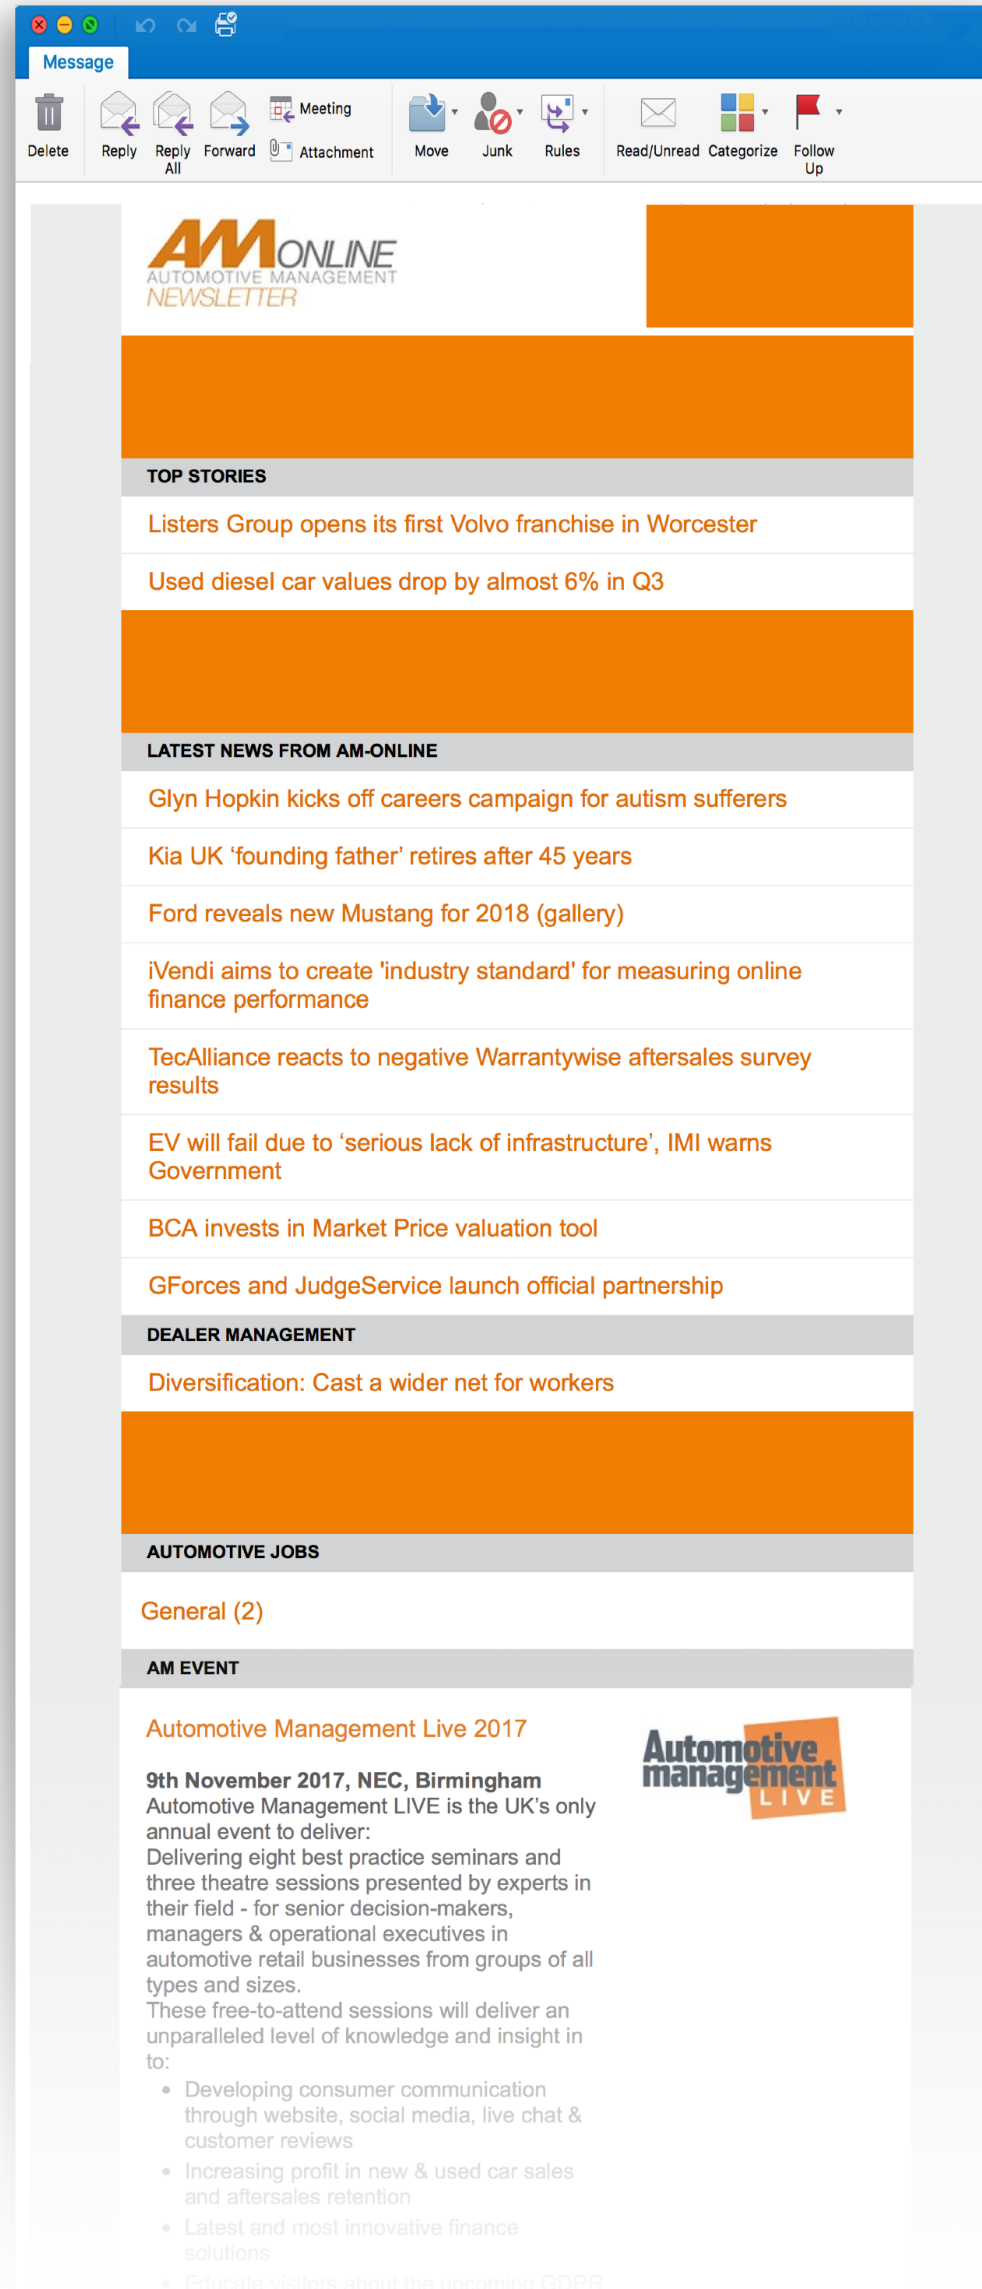 Message
Delete
Reply
Reply All
Forward
Meeting
Attachment
Move
Junk
Rules
Read/Unread
Categorize
Follow Up
AM ONLINE
AUTOMOTIVE MANAGEMENT
NEWSLETTER
TOP STORIES
Listers Group opens its first Volvo franchise in Worcester
Used diesel car values drop by almost 6% in Q3
LATEST NEWS FROM AM-ONLINE
Glyn Hopkin kicks off careers campaign for autism sufferers
Kia UK ‘founding father’ retires after 45 years
Ford reveals new Mustang for 2018 (gallery)
iVendi aims to create 'industry standard' for measuring online
finance performance
TecAlliance reacts to negative Warrantywise aftersales survey
results
EV will fail due to ‘serious lack of infrastructure’, IMI warns
Government
BCA invests in Market Price valuation tool
GForces and JudgeService launch official partnership
DEALER MANAGEMENT
Diversification: Cast a wider net for workers
AUTOMOTIVE JOBS
General (2)
AM EVENT
Automotive Management Live 2017
Automotive
management
LIVE
9th November 2017, NEC, Birmingham
Automotive Management LIVE is the UK’s only
annual event to deliver:
Delivering eight best practice seminars and
three theatre sessions presented by experts in
their field - for senior decision-makers,
managers & operational executives in
automotive retail businesses from groups of all
types and sizes.
These free-to-attend sessions will deliver an
unparalleled level of knowledge and insight in
to:
• Developing consumer communication
through website, social media, live chat &
customer reviews
• Increasing profit in new & used car sales
and aftersales retention
• Latest and most innovative finance
solutions
• Educate visitors about the upcoming GDPR